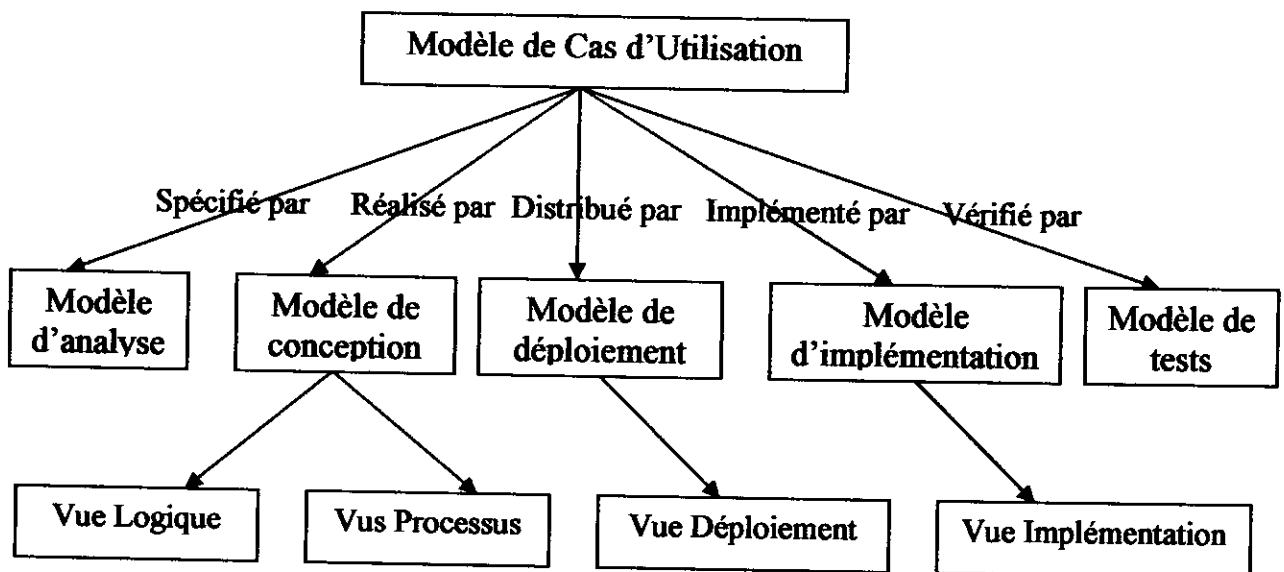 Modèle de Cas d'Utilisation
Spécifié par
Réalisé par
Distribué par
Implémenté par
Vérifié par
Modèle
d'analyse
Modèle de
conception
Modèle de
déploiement
Modèle
d'implémentation
Modèle de
tests
Vue Logique
Vus Processus
Vue Déploiement
Vue Implémentation